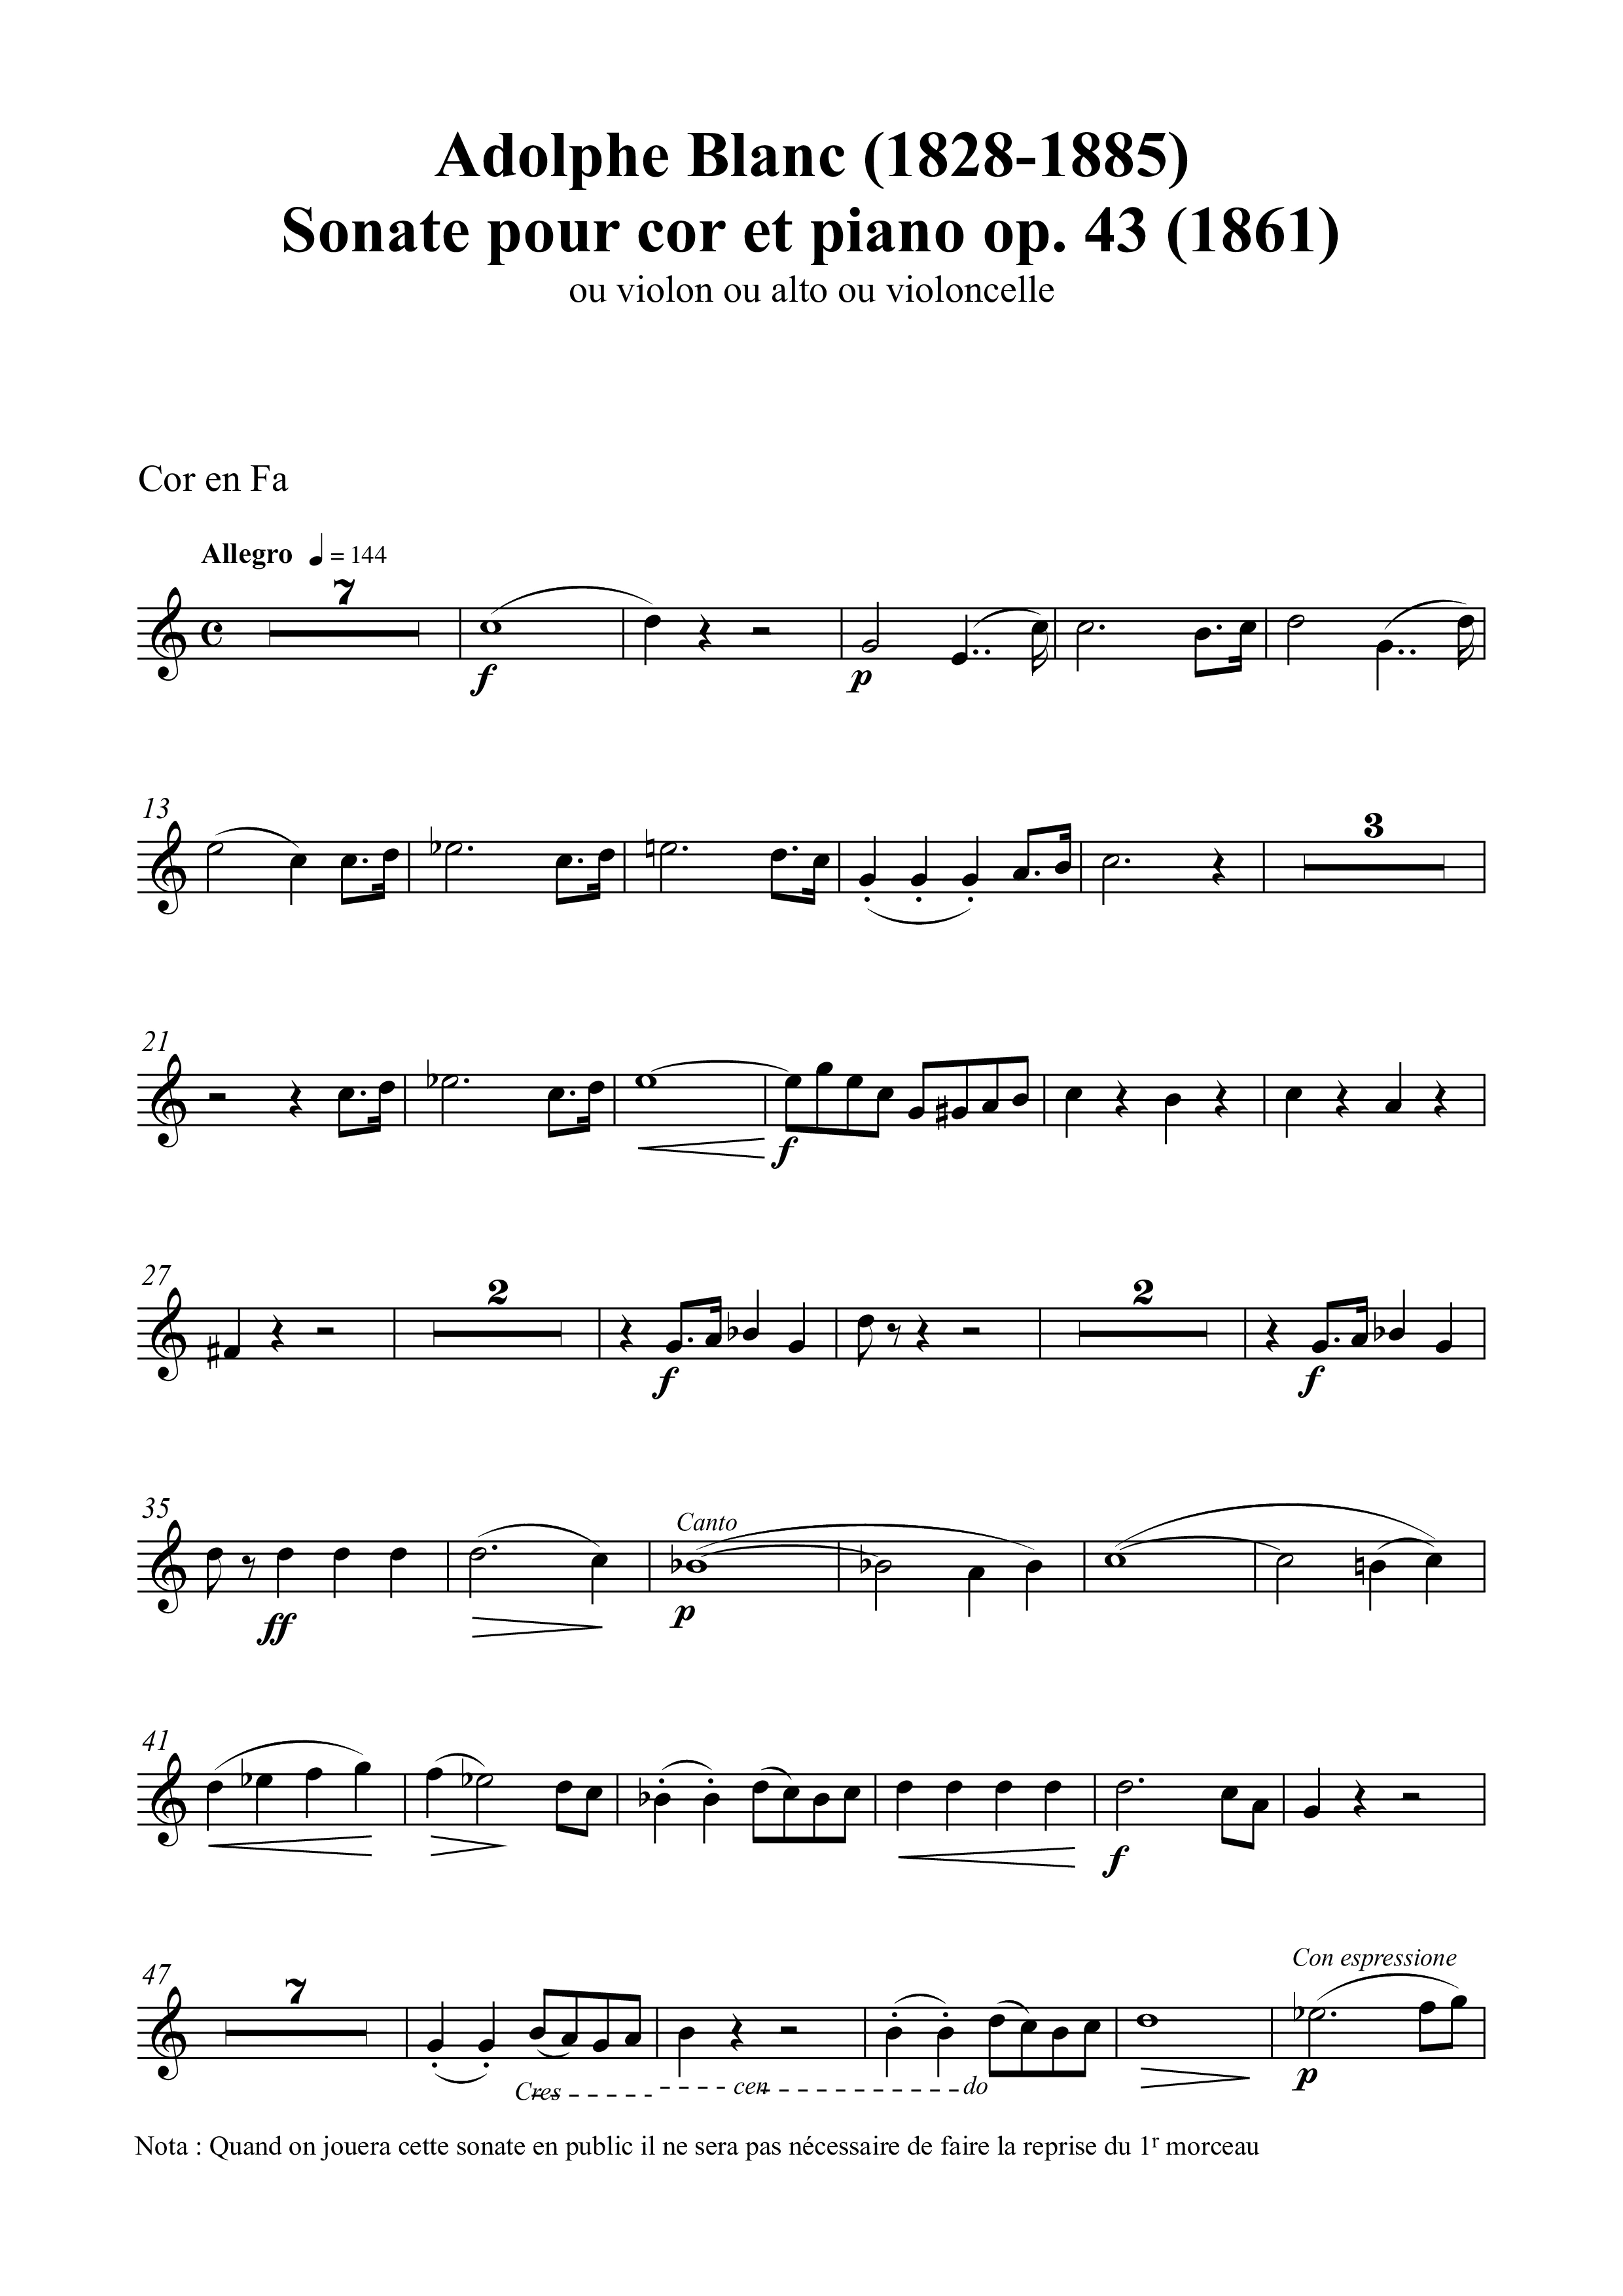 Adolphe Blanc (1828-1885)
Sonate pour cor et piano op. 43 (1861)
ou violon ou alto ou violoncelle
Cor en Fa
Allegro ♩ = 144
7
f
p
13
3
21
f
27
2
f
2
f
35
ff
Canto
p
41
f
47
7
Cres - - - - - - - - - - cen - - - - - - - - - - - do
Con espressione
p
Nota : Quand on jouera cette sonate en public il ne sera pas nécessaire de faire la reprise du 1r morceau